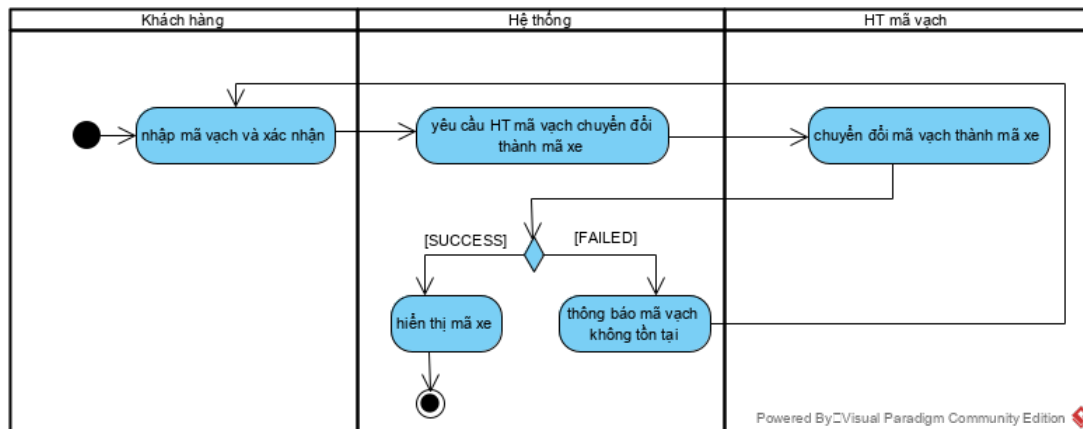 Khách hàng
Hệ thống
HT mã vạch
nhập mã vạch và xác nhận
yêu cầu HT mã vạch chuyển đổi
thành mã xe
chuyển đổi mã vạch thành mã xe
[SUCCESS]
[FAILED]
hiển thị mã xe
thông báo mã vạch
không tồn tại
Powered By□Visual Paradigm Community Edition